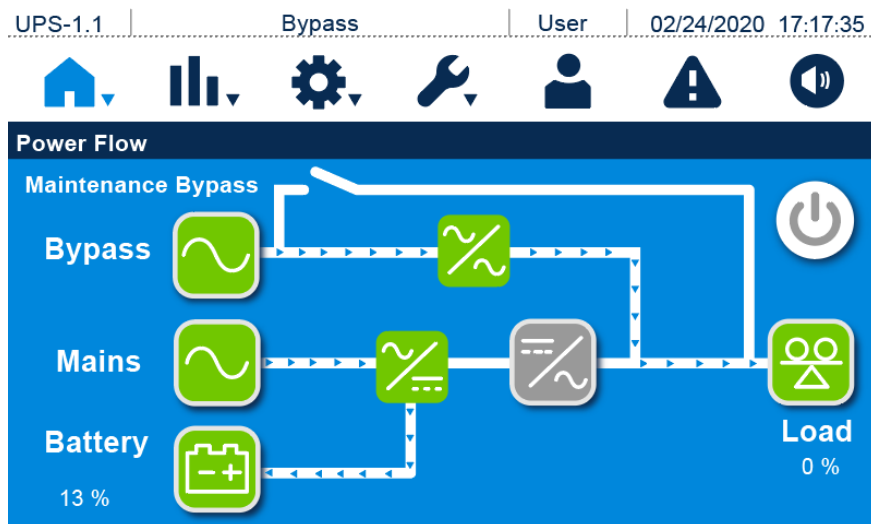 UPS-1.1 Bypass User 02/24/2020 17:17:35
Power Flow
Maintenance Bypass
Bypass
Mains
Battery
13 %
Load
0 %